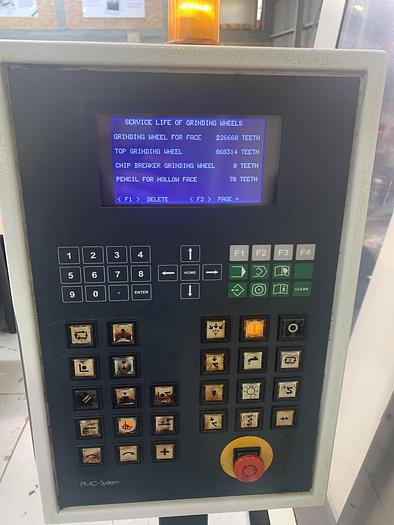 SERVICE LIFE OF GRINDING WHEELS
GRINDING WHEEL FOR FACE 226660 TEETH
TOP GRINDING WHEEL 068314 TEETH
CHIP BREAKER GRINDING WHEEL 0 TEETH
PENCIL FOR HOLLOW FACE 70 TEETH
< F1 > DELETE < F2 > PAGE +
1 2 3 4
5 6 7 8
9 0 . ENTER
HOME
F1 F2 F3 F4
CLEAR
PMC-System